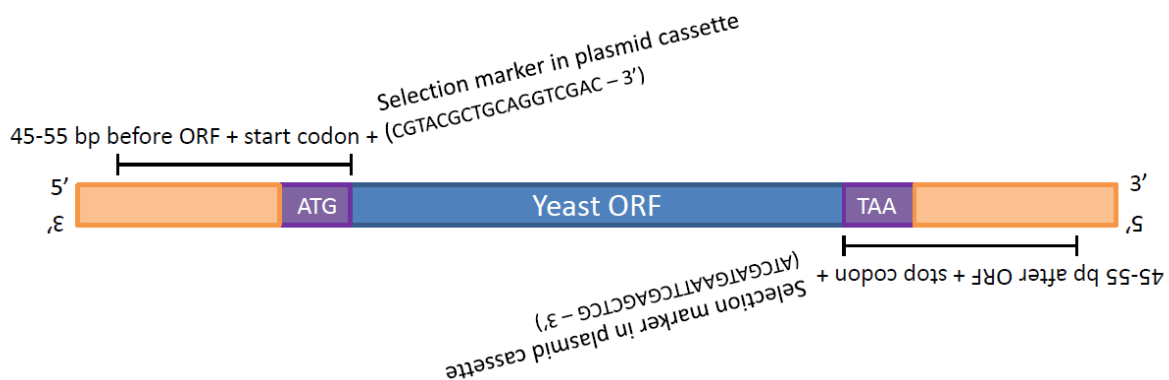 Selection marker in plasmid cassette
(CGTACGCTGCAGGTCGAC – 3’)
45-55 bp before ORF + start codon +
5’
3’
ATG
Yeast ORF
TAA
3’
5’
45-55 bp after ORF + stop codon +
(ATCGATGAATTCGAGCTCG – 3’)
Selection marker in plasmid cassette